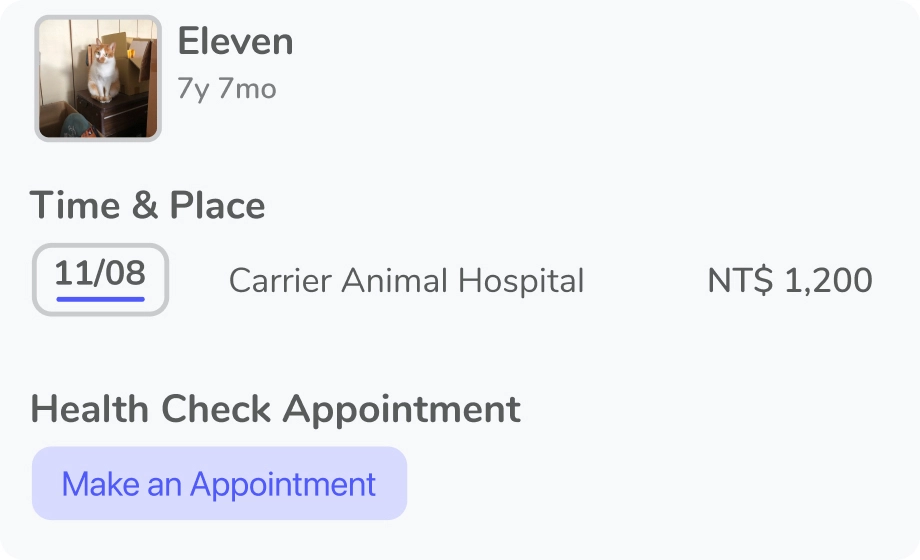 Eleven
7y 7mo
Time & Place
11/08 Carrier Animal Hospital NT$ 1,200
Health Check Appointment
Make an Appointment